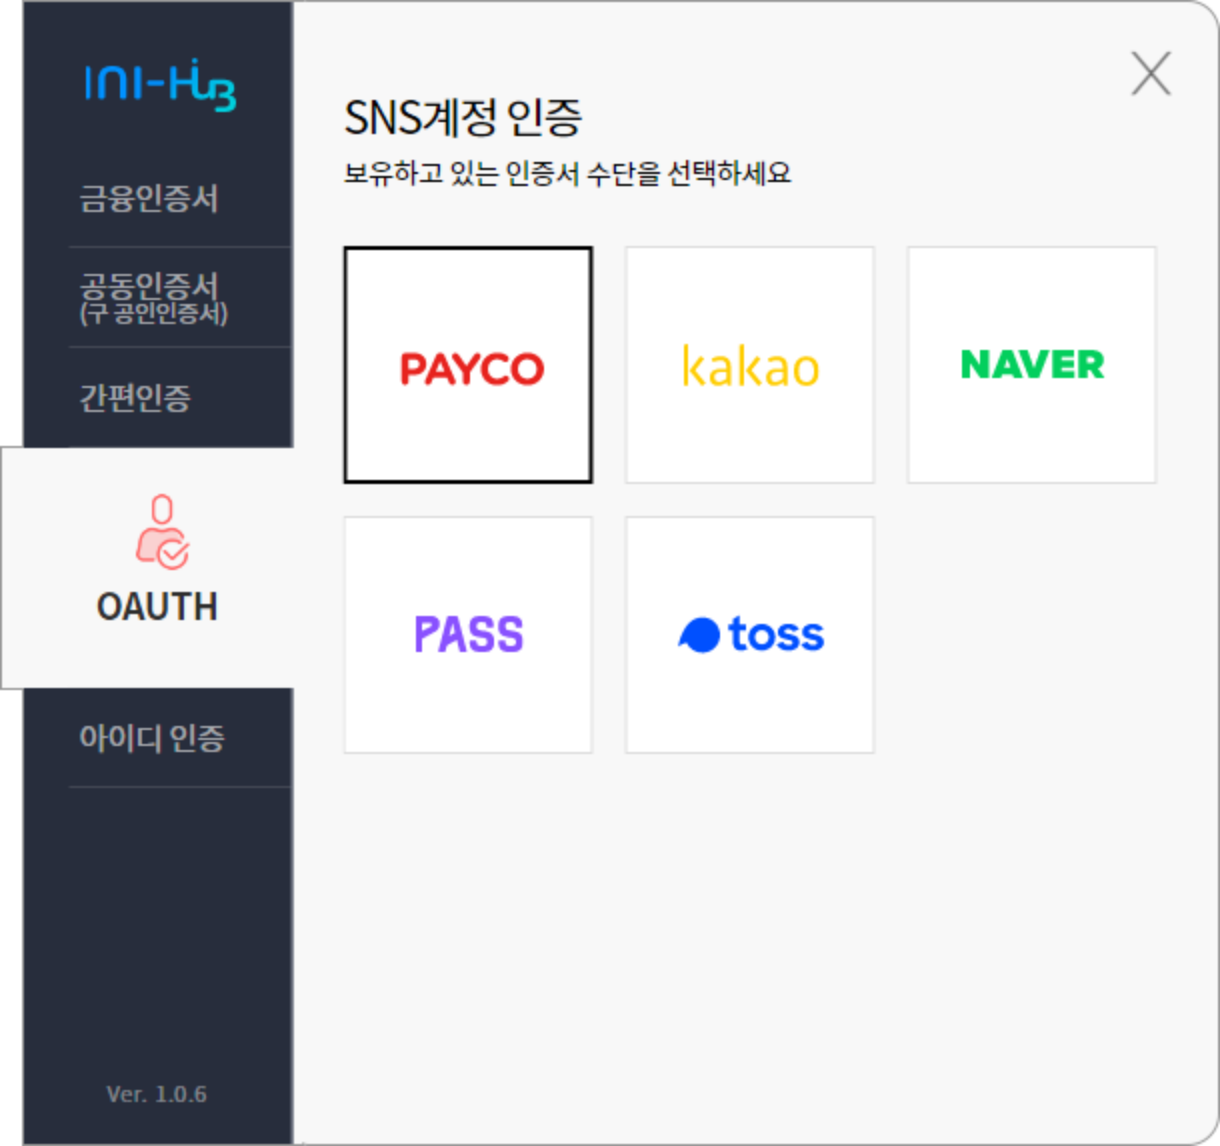 INI-HUB
금융인증서
공동인증서
(구 공인인증서)
간편인증
OAUTH
아이디 인증
Ver. 1.0.6
SNS계정 인증
보유하고 있는 인증서 수단을 선택하세요
PAYCO
kakao
NAVER
PASS
toss